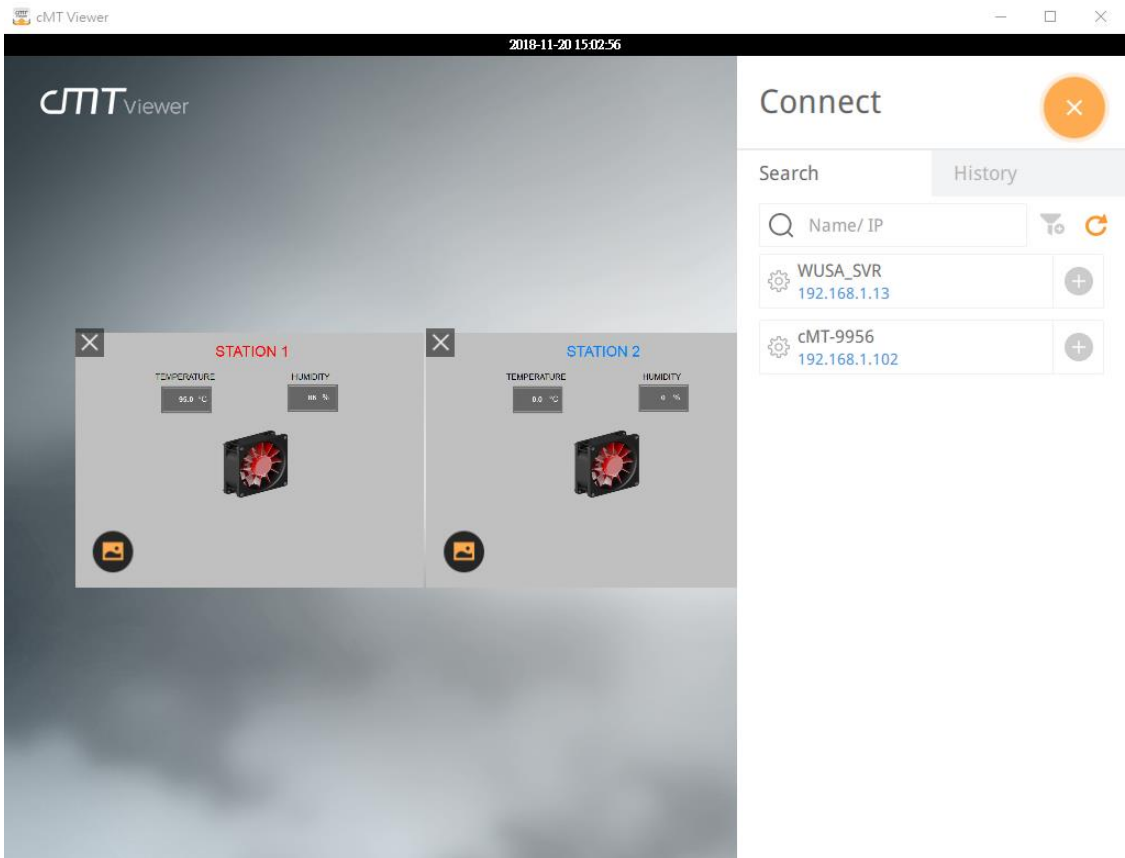 cMT Viewer
2018-11-20 15:02:56
cMT Viewer
Connect
Search History
Name/ IP
WUSA_SVR
192.168.1.13
cMT-9956
192.168.1.102
STATION 1
TEMPERATURE HUMIDITY
°C %
STATION 2
TEMPERATURE HUMIDITY
0.0 °C 0 %